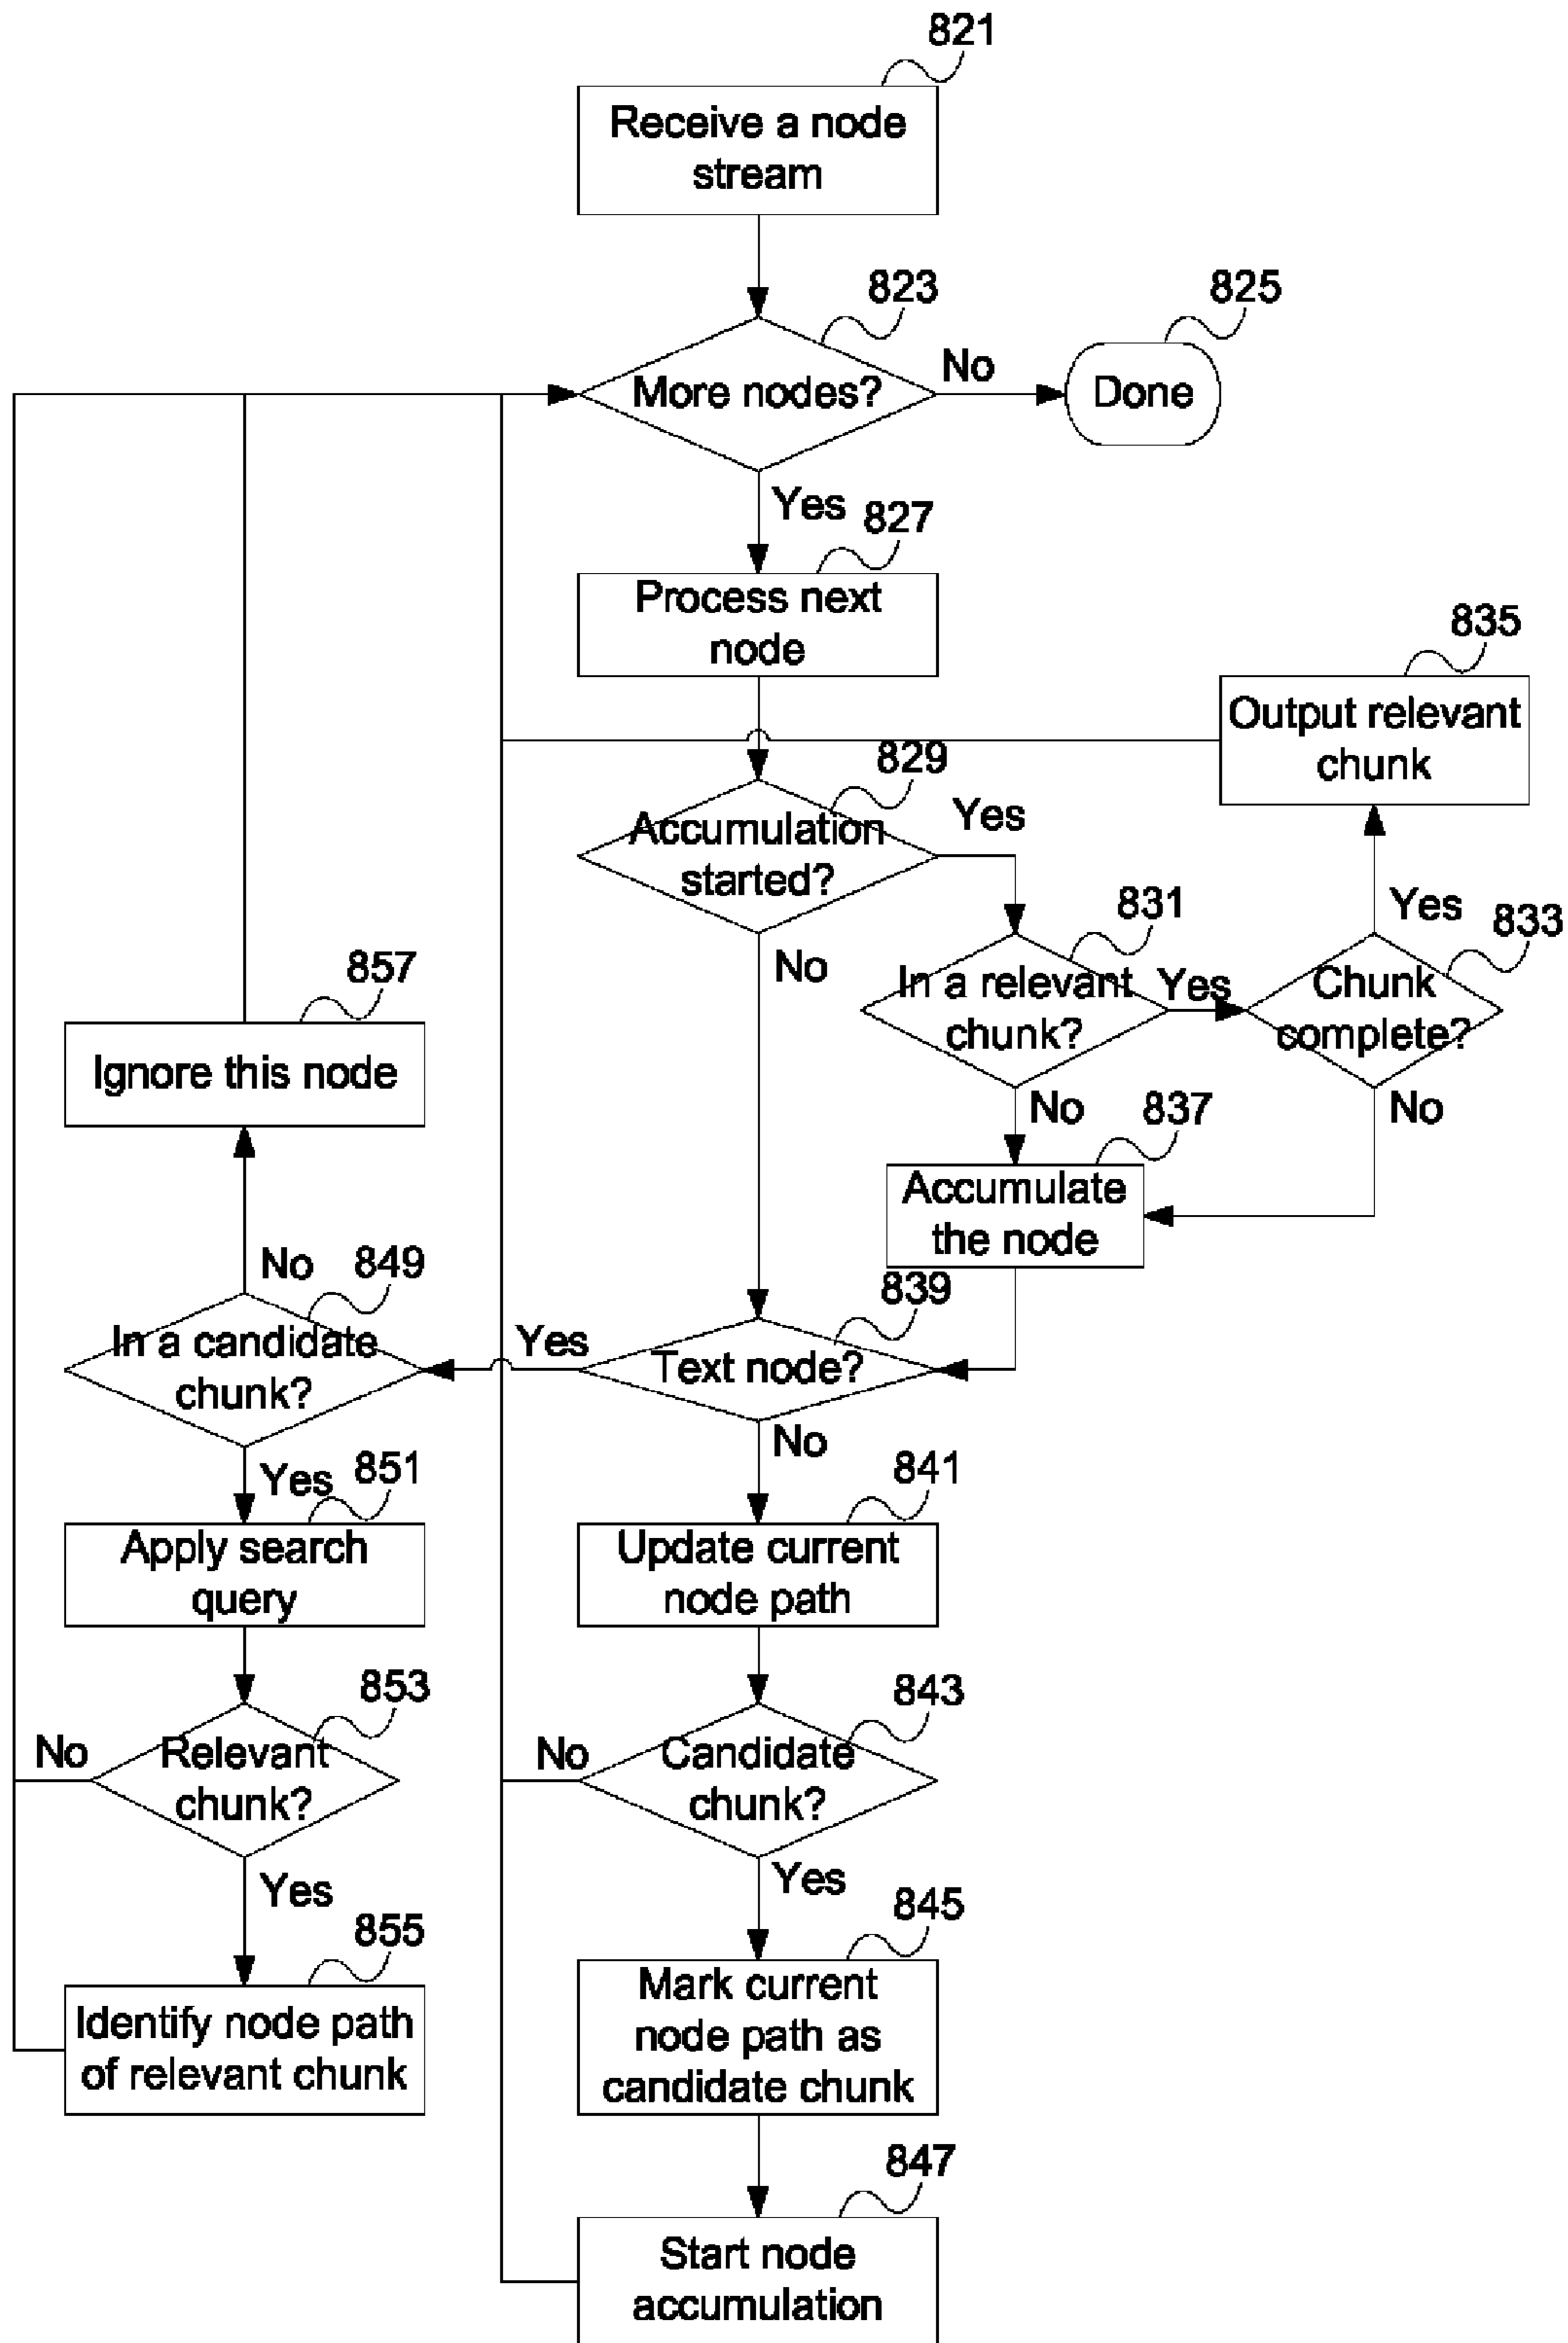 821
Receive a node
stream
823
825
More nodes?
No
Done
Yes
827
Process next
node
835
Output relevant
chunk
829
Accumulation
started?
Yes
831
Yes
833
No
857
In a relevant
chunk?
Yes
Chunk
complete?
Ignore this node
No
837
No
Accumulate
the node
No
849
839
In a candidate
chunk?
Yes
Text node?
No
Yes
851
841
Apply search
query
Update current
node path
853
843
No
Relevant
chunk?
No
Candidate
chunk?
Yes
Yes
855
845
Identify node path
of relevant chunk
Mark current
node path as
candidate chunk
847
Start node
accumulation